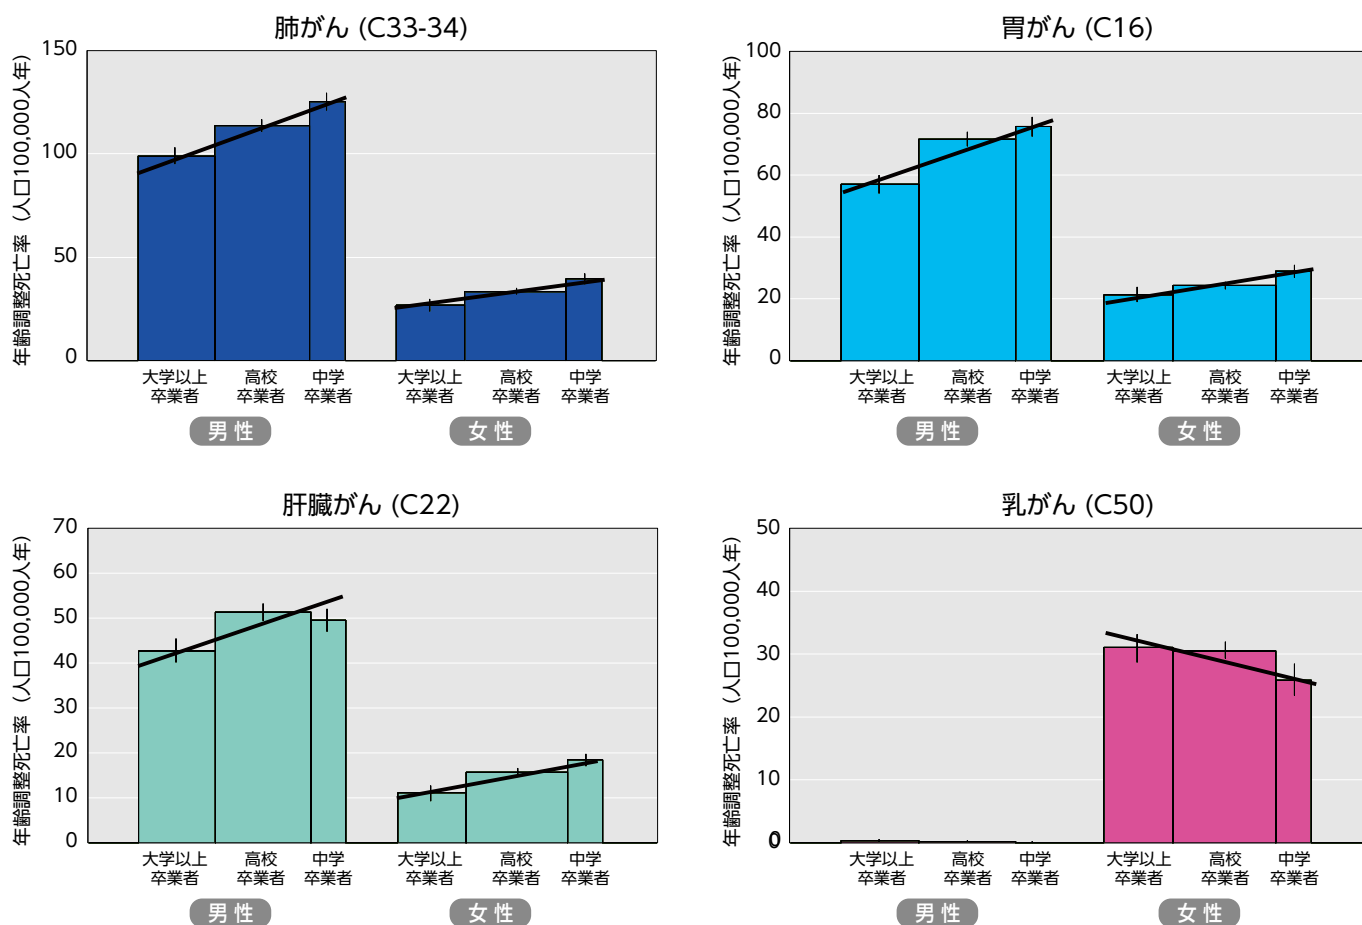 肺がん (C33-34)
年齢調整死亡率（人口100,000人年）
150
100
50
0
大学以上
卒業者
高校
卒業者
中学
卒業者
大学以上
卒業者
高校
卒業者
中学
卒業者
男 性
女 性
胃がん (C16)
年齢調整死亡率（人口100,000人年）
100
80
60
40
20
0
大学以上
卒業者
高校
卒業者
中学
卒業者
大学以上
卒業者
高校
卒業者
中学
卒業者
男 性
女 性
肝臓がん (C22)
年齢調整死亡率（人口100,000人年）
70
60
50
40
30
20
10
0
大学以上
卒業者
高校
卒業者
中学
卒業者
大学以上
卒業者
高校
卒業者
中学
卒業者
男 性
女 性
乳がん (C50)
年齢調整死亡率（人口100,000人年）
50
40
30
20
10
0
大学以上
卒業者
高校
卒業者
中学
卒業者
大学以上
卒業者
高校
卒業者
中学
卒業者
男 性
女 性